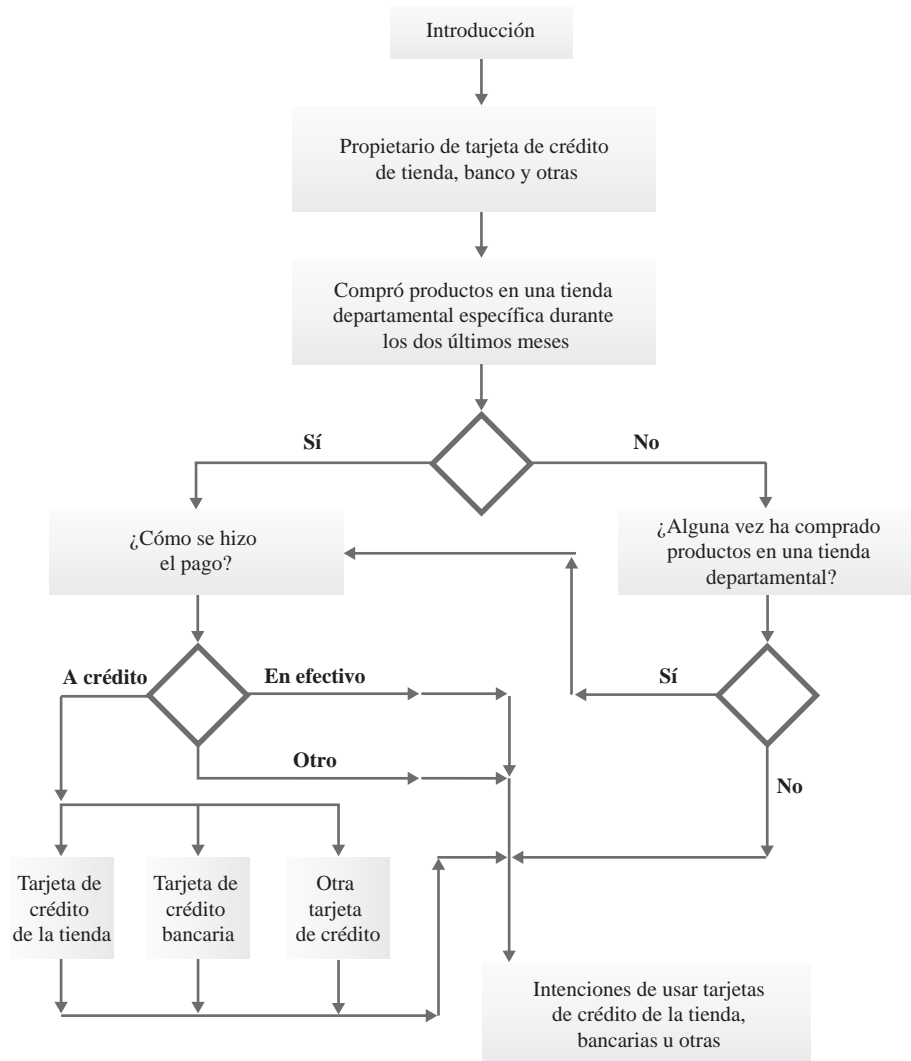 Introducción
Propietario de tarjeta de crédito
de tienda, banco y otras
Compró productos en una tienda
departamental específica durante
los dos últimos meses
Sí
No
¿Cómo se hizo
el pago?
¿Alguna vez ha comprado
productos en una tienda
departamental?
A crédito
En efectivo
Sí
Otro
No
Tarjeta de
crédito
de la tienda
Tarjeta de
crédito
bancaria
Otra
tarjeta
de crédito
Intenciones de usar tarjetas
de crédito de la tienda,
bancarias u otras